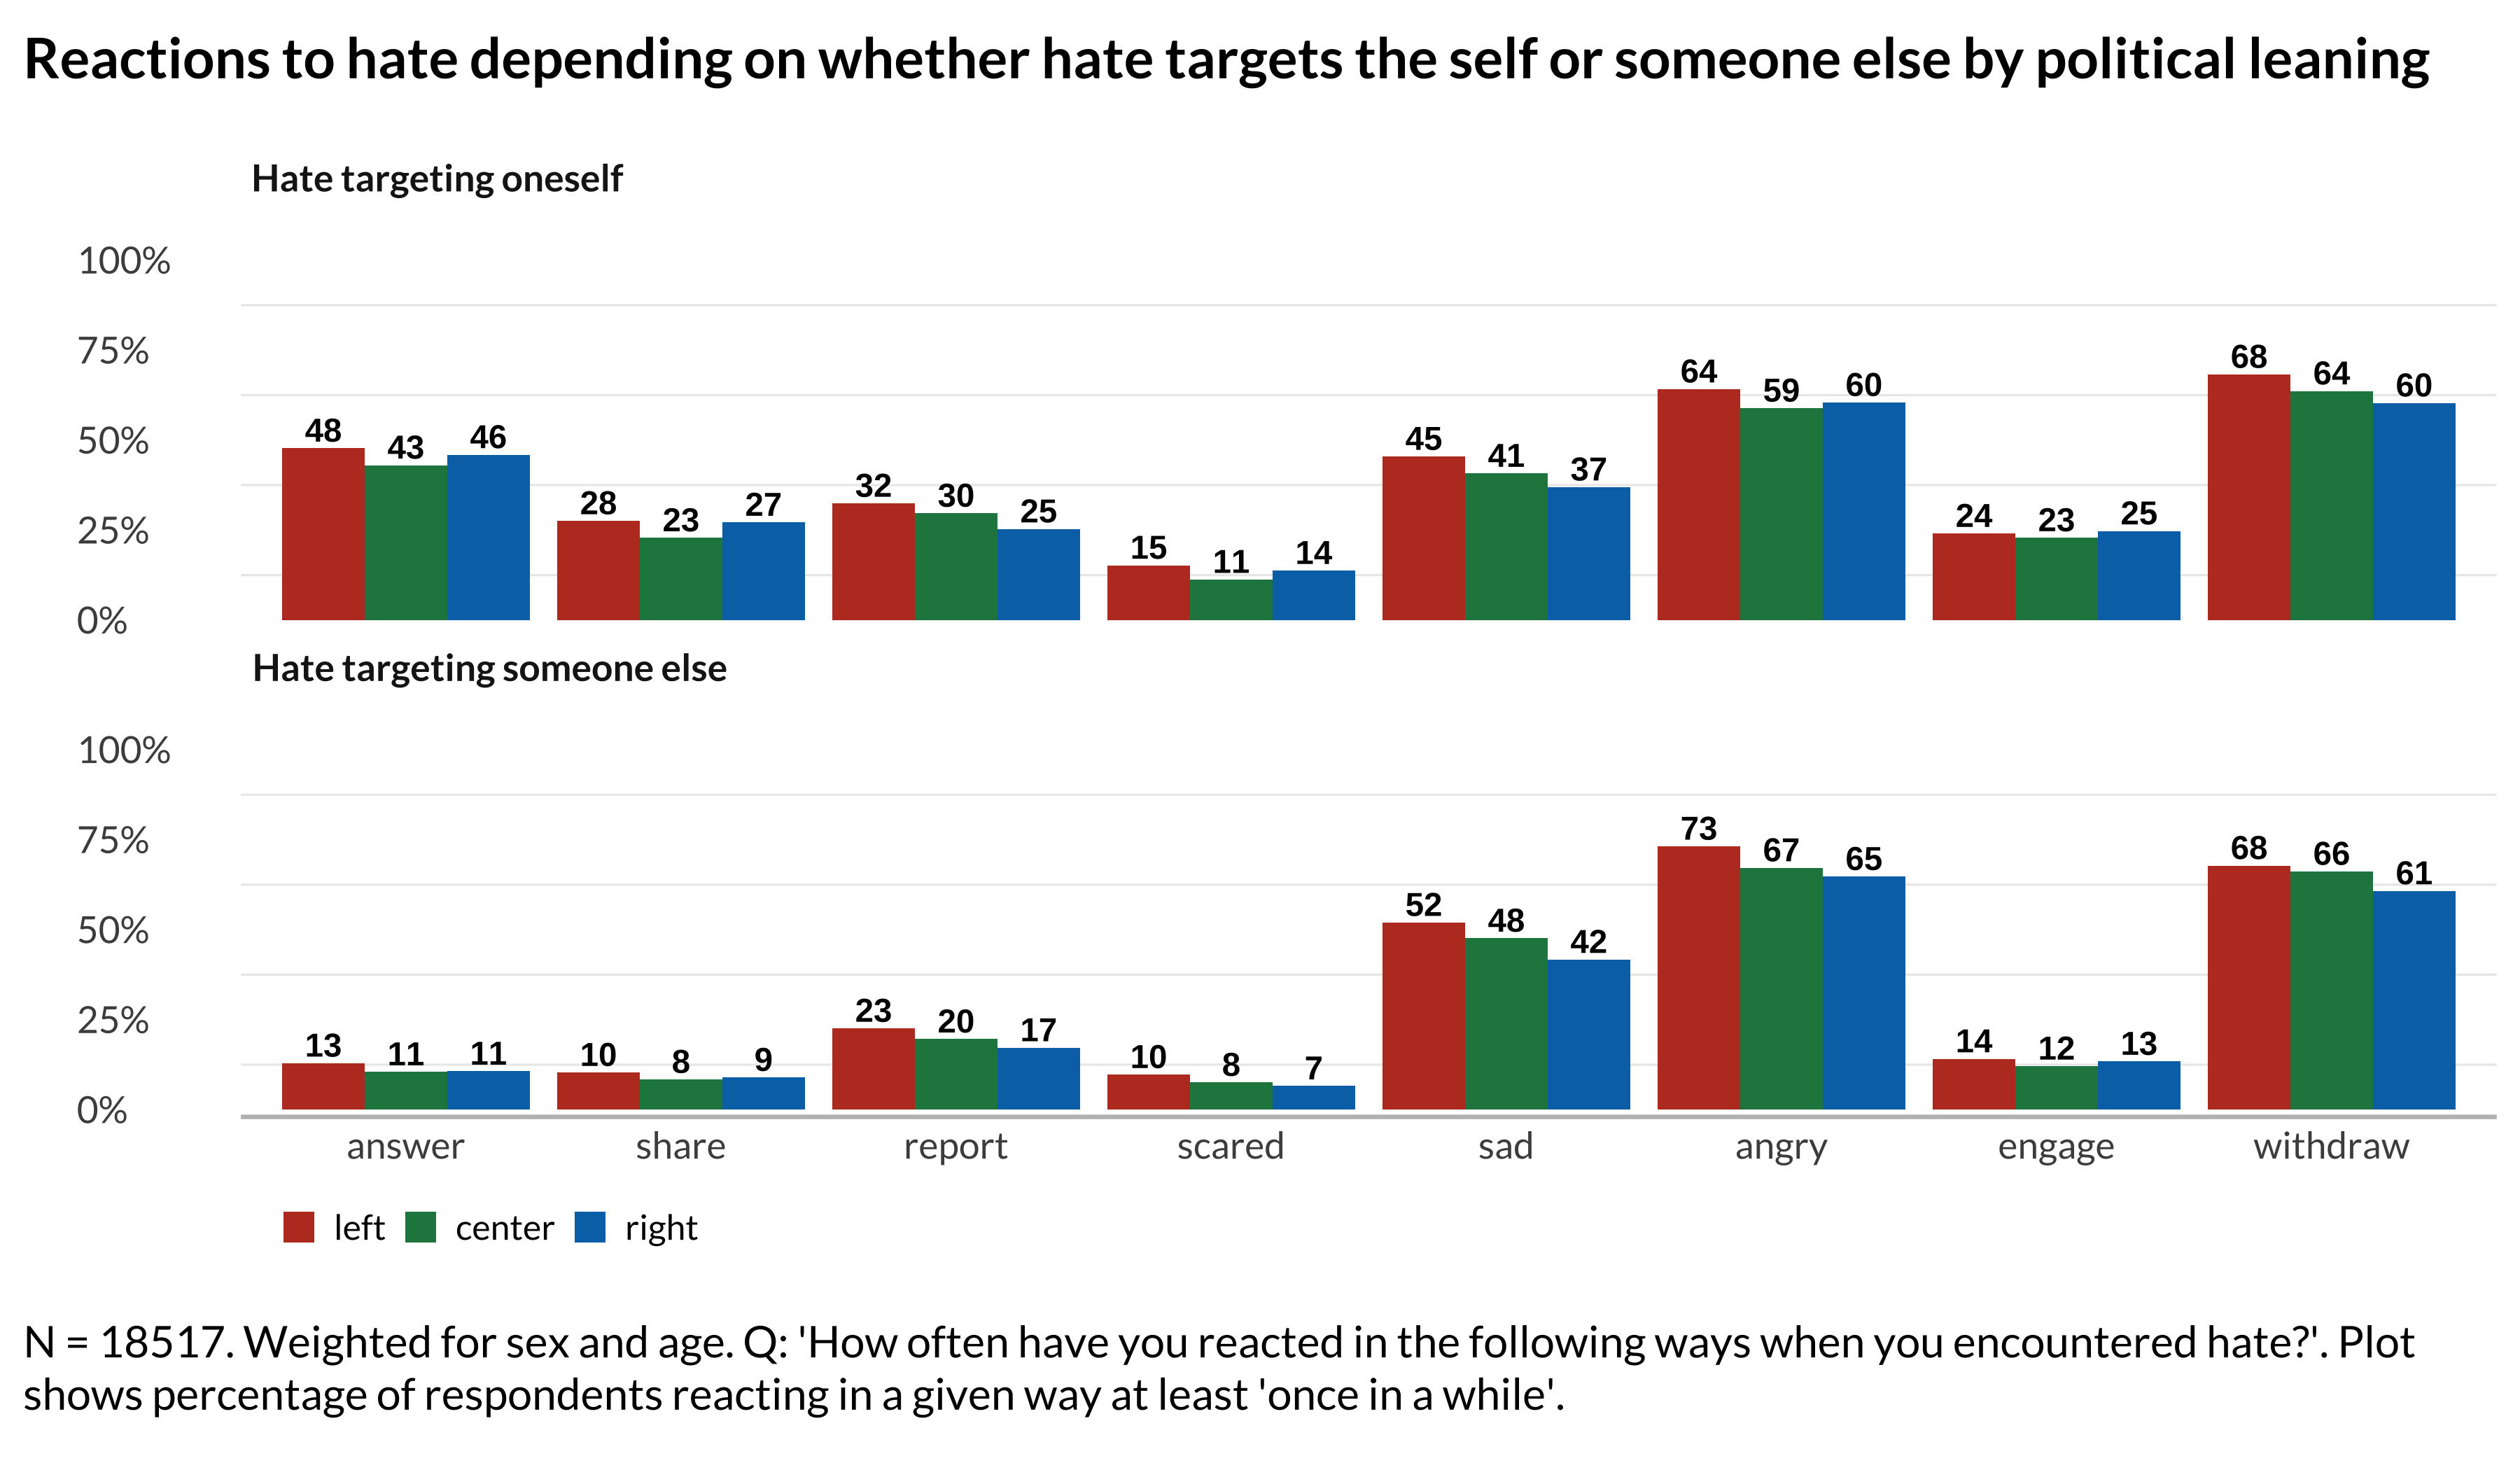 Reactions to hate depending on whether hate targets the self or someone else by political leaning
Hate targeting oneself
100%
75%
50%
25%
0%
48 43 46 28 23 27 32 30 25 15 11 14 45 41 37 64 59 60 24 23 25 68 64 60
Hate targeting someone else
100%
75%
50%
25%
0%
13 11 11 10 8 9 23 20 17 10 8 7 52 48 42 73 67 65 14 12 13 68 66 61
answer share report scared sad angry engage withdraw
left center right
N = 18517. Weighted for sex and age. Q: 'How often have you reacted in the following ways when you encountered hate?'. Plot
shows percentage of respondents reacting in a given way at least 'once in a while'.